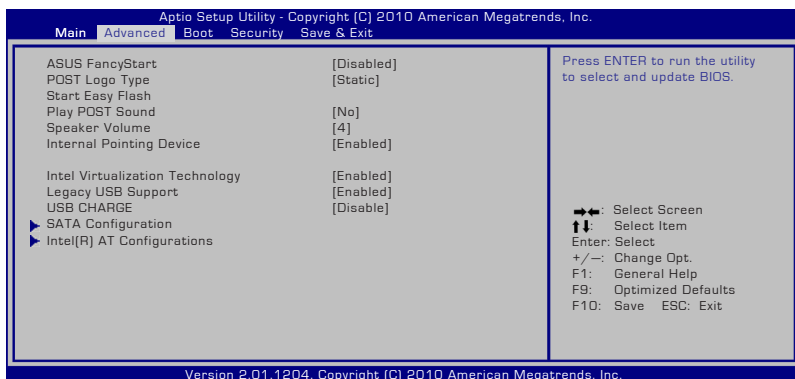 Aptio Setup Utility - Copyright (C) 2010 American Megatrends, Inc.
Main Advanced Boot Security Save & Exit
ASUS FancyStart [Disabled]
POST Logo Type [Static]
Start Easy Flash
Play POST Sound [No]
Speaker Volume [4]
Internal Pointing Device [Enabled]
Intel Virtualization Technology [Enabled]
Legacy USB Support [Enabled]
USB CHARGE [Disable]
SATA Configuration
Intel(R) AT Configurations
Press ENTER to run the utility
to select and update BIOS.
→←: Select Screen
↑↓: Select Item
Enter: Select
+/—: Change Opt.
F1: General Help
F9: Optimized Defaults
F10: Save ESC: Exit
Version 2.01.1204. Copyright (C) 2010 American Megatrends, Inc.